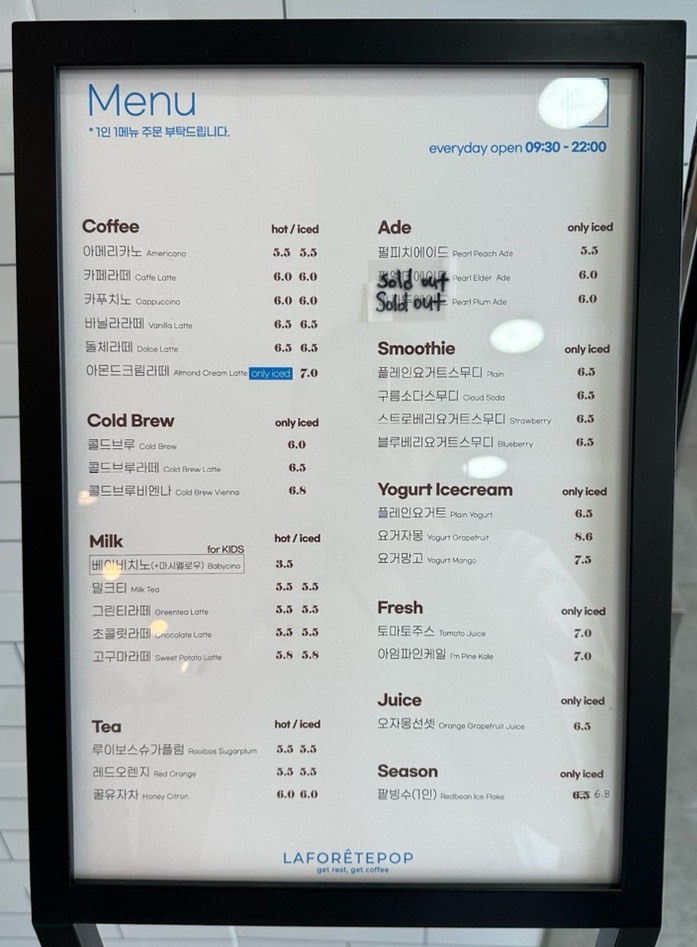 Menu
* 1인 1메뉴 주문 부탁드립니다.
everyday open 09:30 - 22:00
Coffee hot / iced
아메리카노 Americano 5.5 5.5
카페라떼 Caffe Latte 6.0 6.0
카푸치노 Cappuccino 6.0 6.0
바닐라라떼 Vanilla Latte 6.5 6.5
돌체라떼 Dolce Latte 6.5 6.5
아몬드크림라떼 Almond Cream Latte only iced 7.0
Cold Brew only iced
콜드브루 Cold Brew 6.0
콜드브루라떼 Cold Brew Latte 6.5
콜드브루비엔나 Cold Brew Vienna 6.8
Milk hot / iced
for KIDS
베이비치노(+마시멜로우) Babycino 3.5
밀크티 Milk Tea 5.5 5.5
그린티라떼 Greentea Latte 5.5 5.5
초콜릿라떼 Chocolate Latte 5.5 5.5
고구마라떼 Sweet Potato Latte 5.8 5.8
Tea hot / iced
루이보스슈가플럼 Rooibos Sugarplum 5.5 5.5
레드오렌지 Red Orange 5.5 5.5
꿀유자차 Honey Citron 6.0 6.0
Ade only iced
펄피치에이드 Pearl Peach Ade 5.5
Sold out Pearl Elder Ade 6.0
Sold out Pearl Plum Ade 6.0
Smoothie only iced
플레인요거트스무디 Plain 6.5
구름소다스무디 Cloud Soda 6.5
스트로베리요거트스무디 Strawberry 6.5
블루베리요거트스무디 Blueberry 6.5
Yogurt Icecream only iced
플레인요거트 Plain Yogurt 6.5
요거자몽 Yogurt Grapefruit 8.6
요거망고 Yogurt Mango 7.5
Fresh only iced
토마토주스 Tomato Juice 7.0
아임파인케일 I'm Pine Kale 7.0
Juice only iced
오자몽선셋 Orange Grapefruit Juice 6.5
Season only iced
팥빙수(1인) Redbean Ice Flake 6.5 6.8
LAFORÊTEPOP
get rest, get coffee